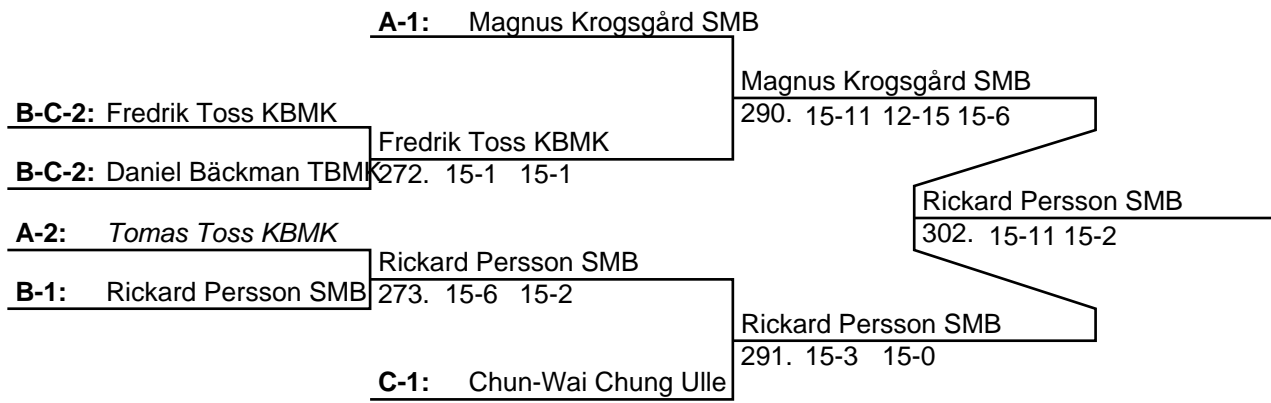 A-1: Magnus Krogsgård SMB
Magnus Krogsgård SMB
B-C-2: Fredrik Toss KBMK
290. 15-11 12-15 15-6
Fredrik Toss KBMK
B-C-2: Daniel Bäckman TBMK
272. 15-1 15-1
Rickard Persson SMB
A-2: Tomas Toss KBMK
302. 15-11 15-2
Rickard Persson SMB
B-1: Rickard Persson SMB
273. 15-6 15-2
Rickard Persson SMB
291. 15-3 15-0
C-1: Chun-Wai Chung Ulle